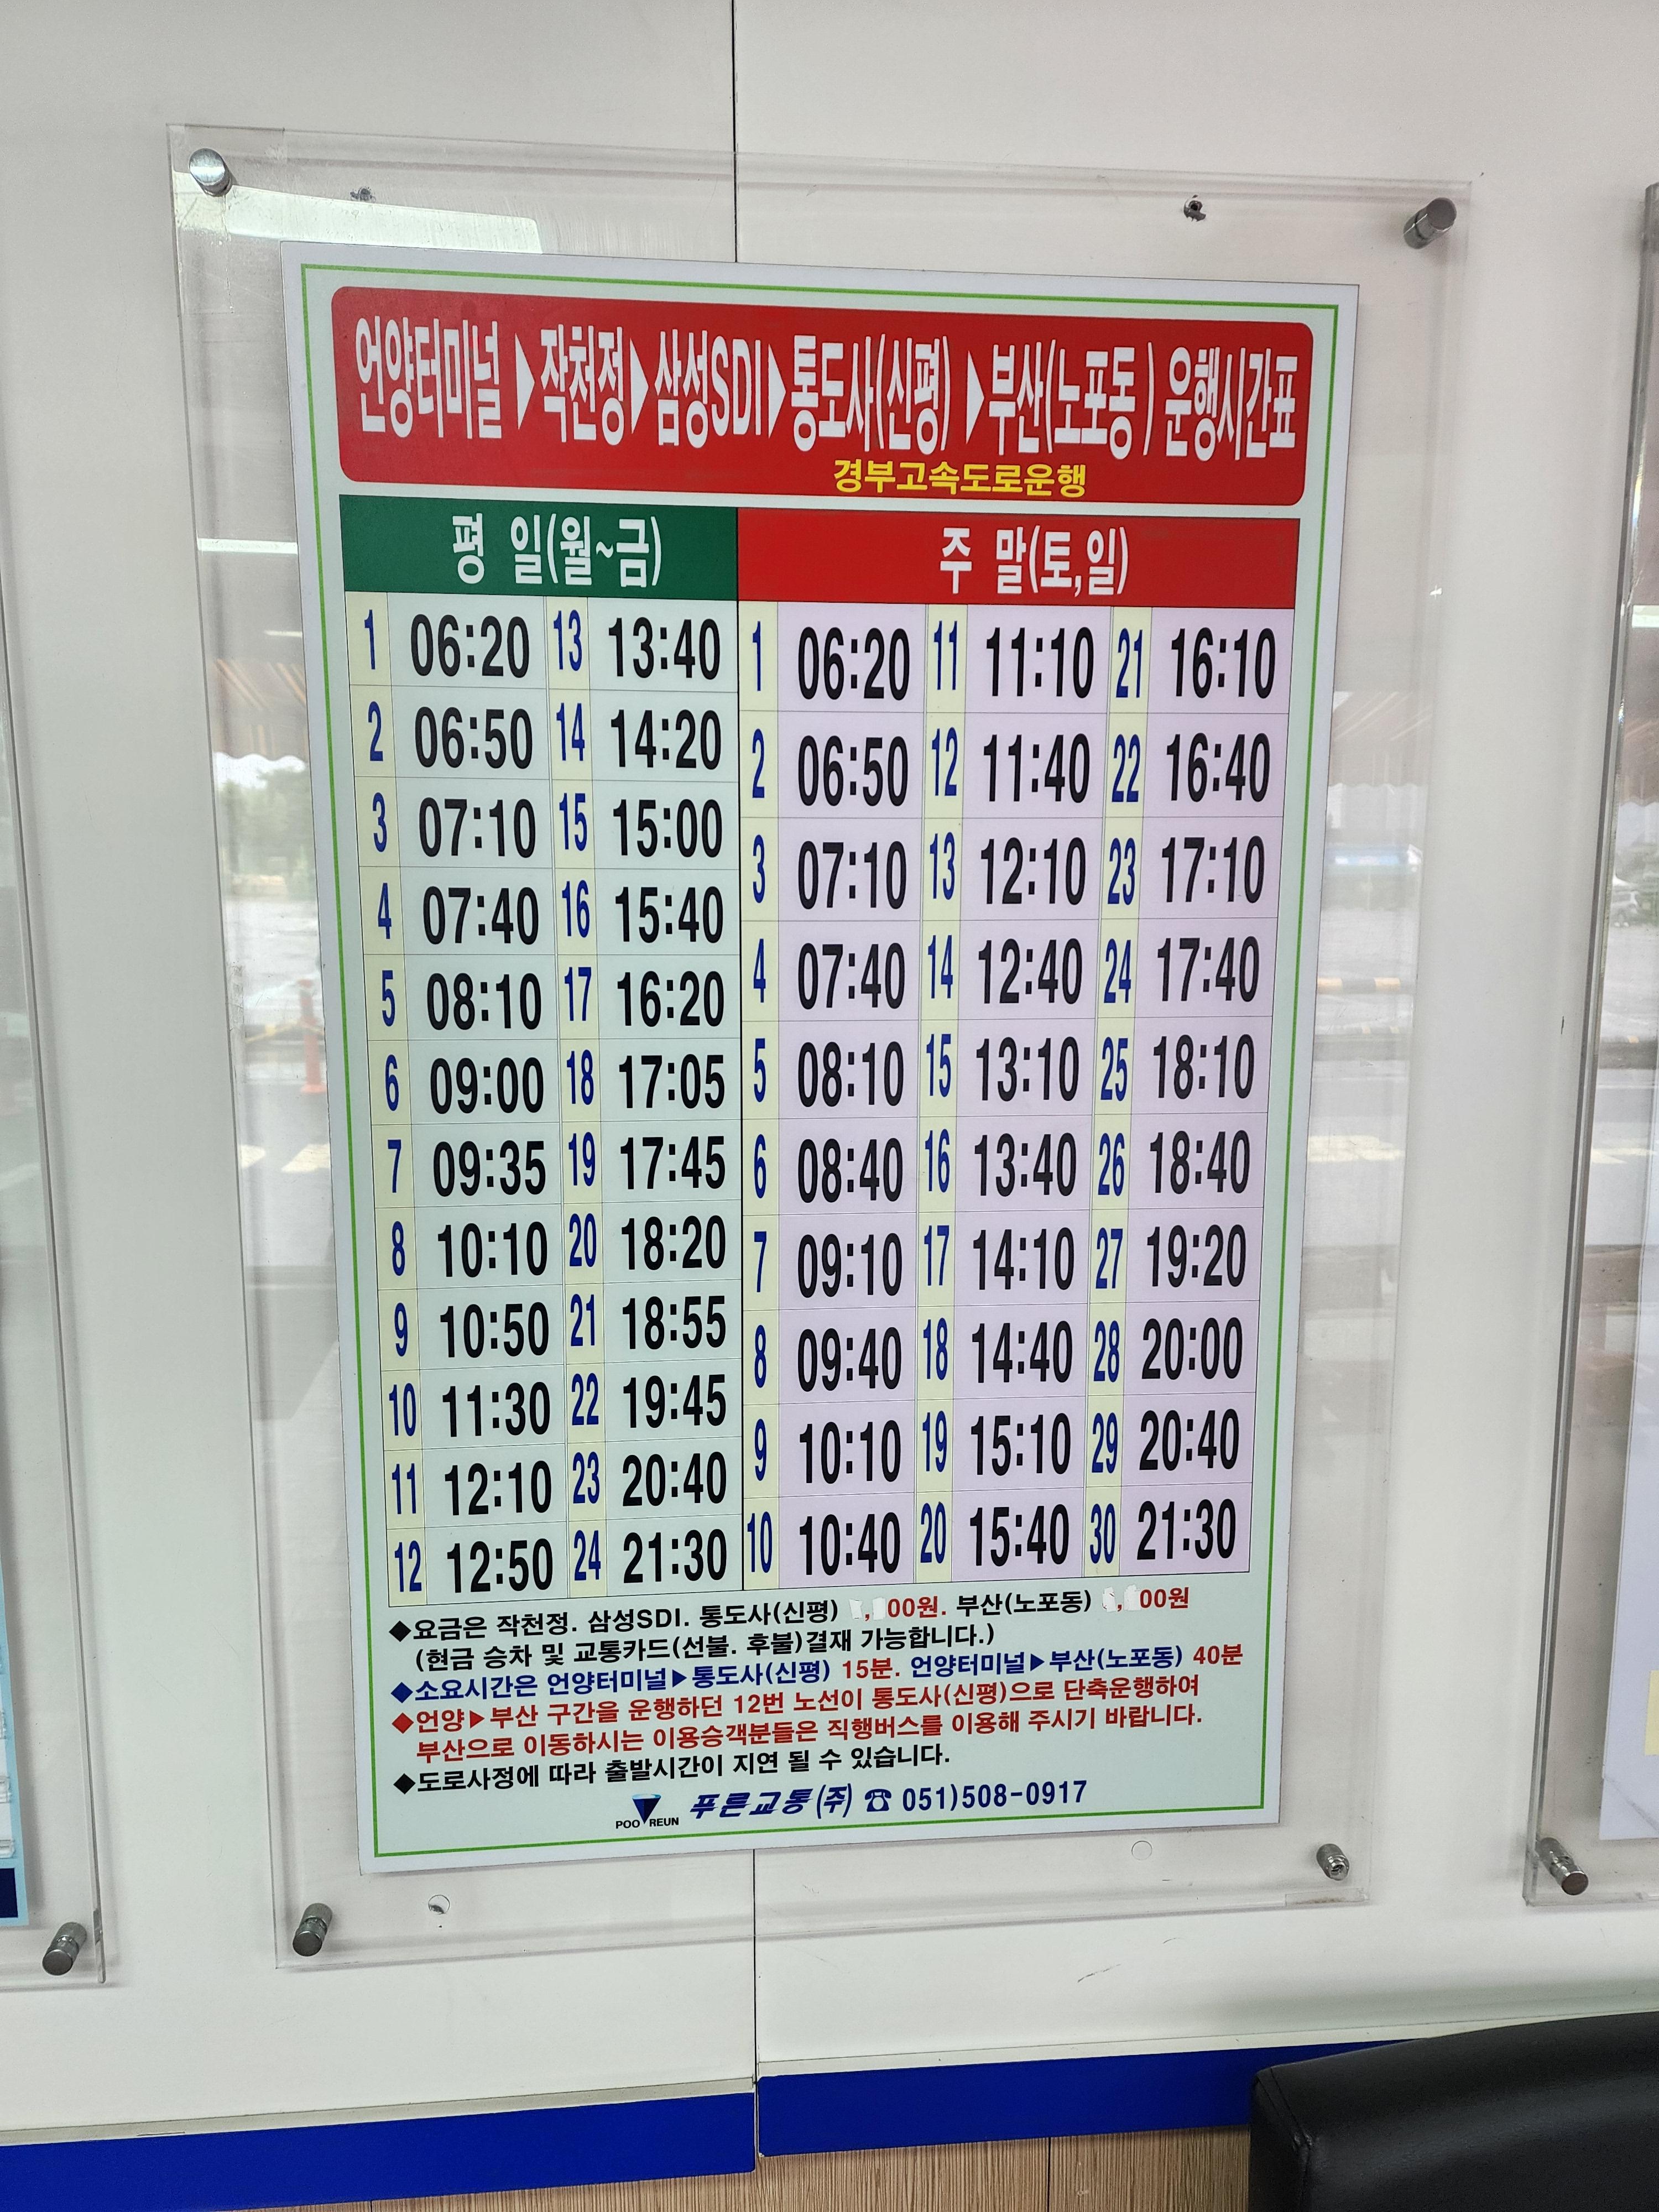 언양터미널 ▶작천정▶삼성SDI▶통도사(신평) ▶부산(노포동) 운행시간표
경부고속도로운행
평 일(월~금) 주 말(토,일)
1 06:20 13 13:40 1 06:20 11 11:10 21 16:10
2 06:50 14 14:20 2 06:50 12 11:40 22 16:40
3 07:10 15 15:00 3 07:10 13 12:10 23 17:10
4 07:40 16 15:40 4 07:40 14 12:40 24 17:40
5 08:10 17 16:20 5 08:10 15 13:10 25 18:10
6 09:00 18 17:05 6 08:40 16 13:40 26 18:40
7 09:35 19 17:45 7 09:10 17 14:10 27 19:20
8 10:10 20 18:20 8 09:40 18 14:40 28 20:00
9 10:50 21 18:55 9 10:10 19 15:10 29 20:40
10 11:30 22 19:45 10 10:40 20 15:40 30 21:30
11 12:10 23 20:40
12 12:50 24 21:30
◆요금은 작천정. 삼성SDI. 통도사(신평) ,00원. 부산(노포동) ,00원
(현금 승차 및 교통카드(선불. 후불)결재 가능합니다.)
◆소요시간은 언양터미널▶통도사(신평) 15분. 언양터미널▶부산(노포동) 40분
◆언양▶부산 구간을 운행하던 12번 노선이 통도사(신평)으로 단축운행하여
부산으로 이동하시는 이용승객분들은 직행버스를 이용해 주시기 바랍니다.
◆도로사정에 따라 출발시간이 지연 될 수 있습니다.
POO REUN 푸른교통(주) ☎ 051)508-0917